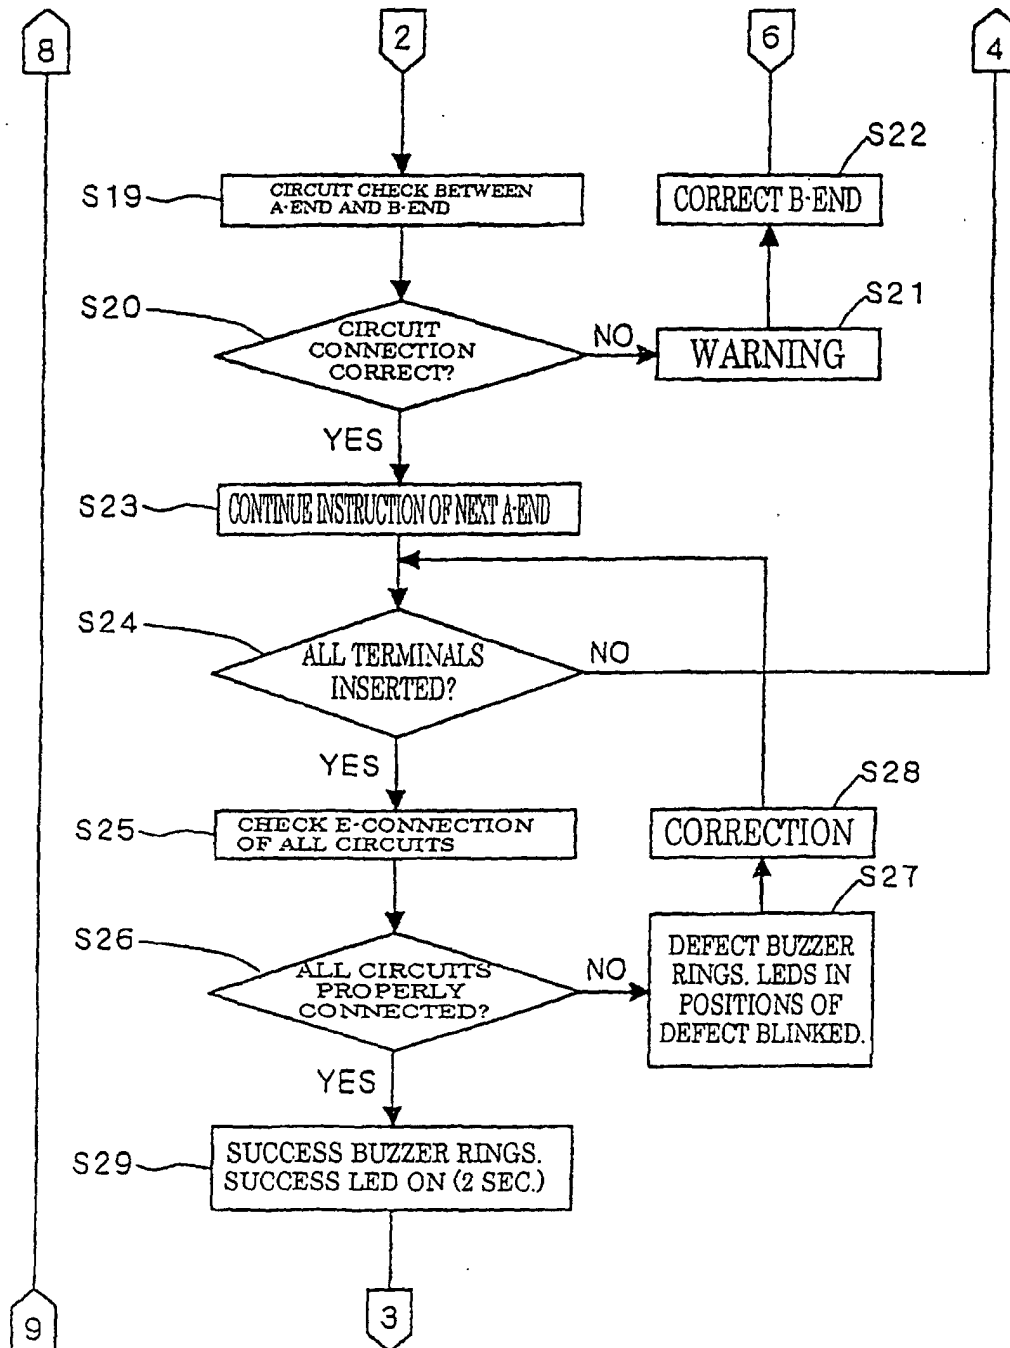 8
2
6
4
S22
S19
CIRCUIT CHECK BETWEEN
A-END AND B-END
CORRECT B-END
S21
S20
CIRCUIT
CONNECTION
CORRECT?
NO
WARNING
YES
S23
CONTINUE INSTRUCTION OF NEXT A-END
S24
ALL TERMINALS
INSERTED?
NO
YES
S28
S25
CHECK E-CONNECTION
OF ALL CIRCUITS
CORRECTION
S27
S26
ALL CIRCUITS
PROPERLY
CONNECTED?
NO
DEFECT BUZZER
RINGS. LEDS IN
POSITIONS OF
DEFECT BLINKED.
YES
S29
SUCCESS BUZZER RINGS.
SUCCESS LED ON (2 SEC.)
9
3